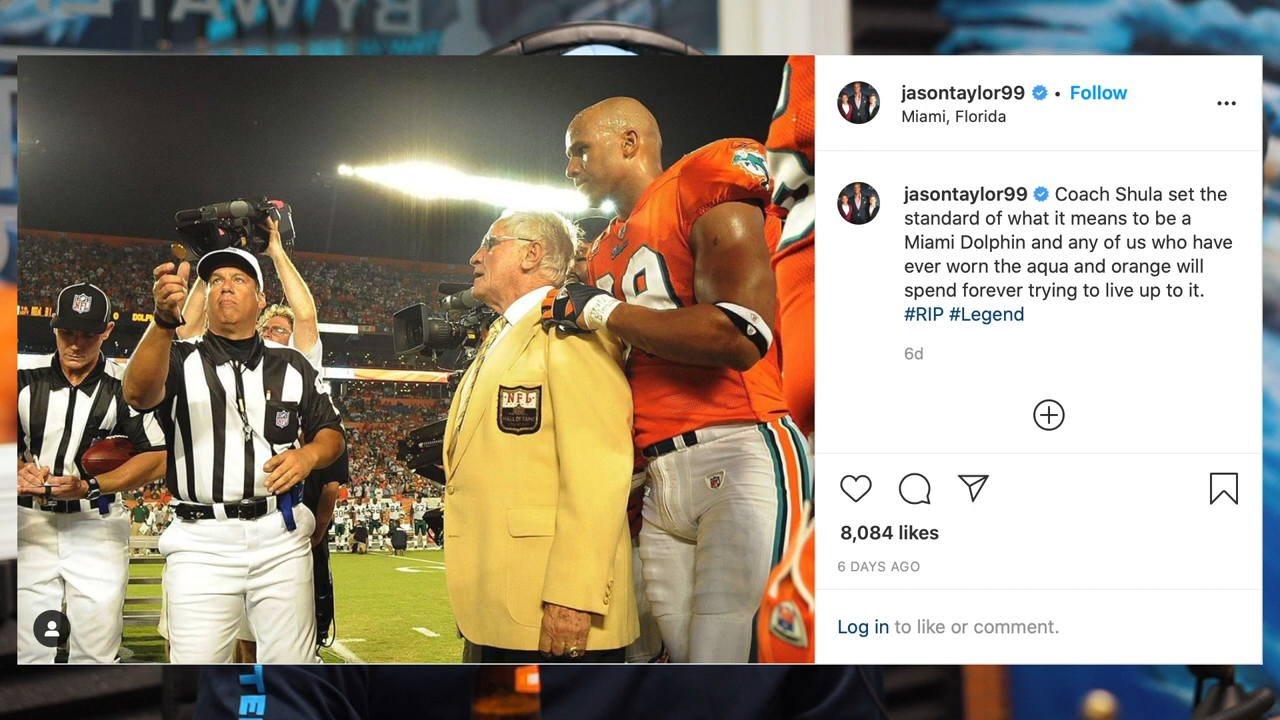 jasontaylor99 • Follow
Miami, Florida
jasontaylor99 Coach Shula set the
standard of what it means to be a
Miami Dolphin and any of us who have
ever worn the aqua and orange will
spend forever trying to live up to it.
#RIP #Legend
6d
8,084 likes
6 DAYS AGO
Log in to like or comment.
NFL
HALL OF FAME